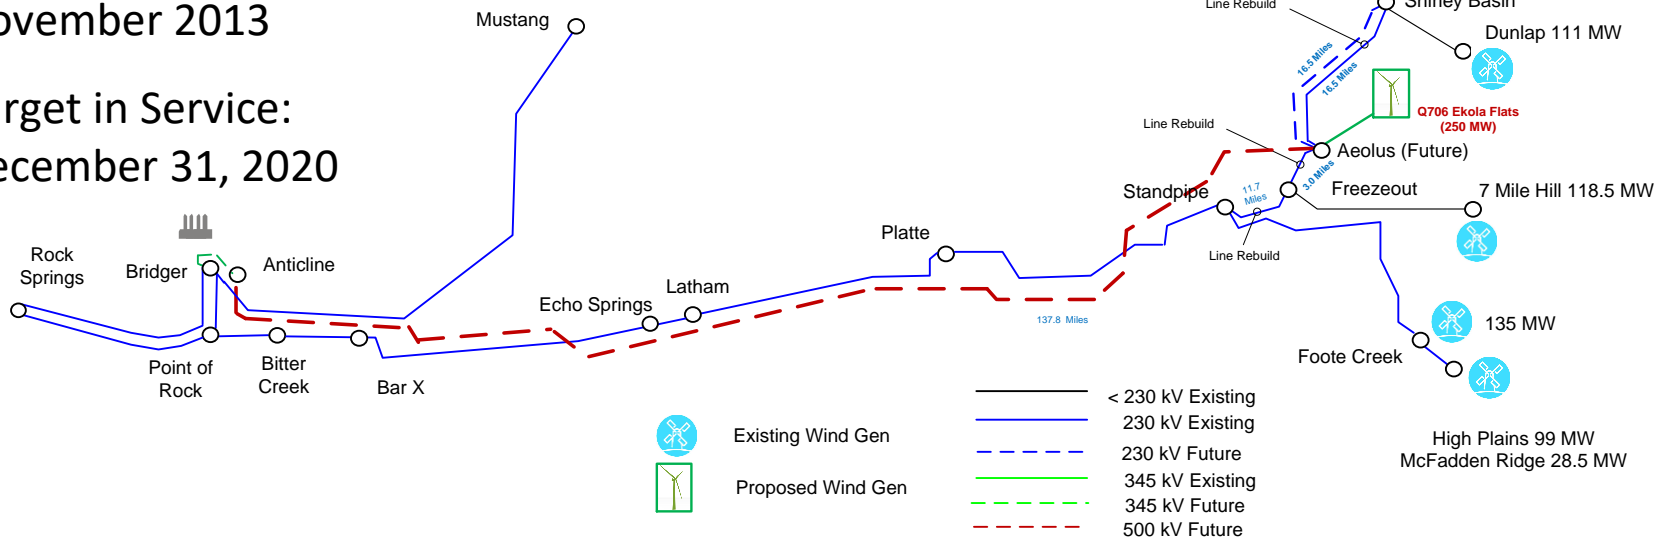 ovember 2013
rget in Service:
ecember 31, 2020
Mustang
Line Rebuild
Shirley Basin
Dunlap 111 MW
16.5 Miles
16.5 Miles
Q706 Ekola Flats
(250 MW)
Line Rebuild
Aeolus (Future)
3.0 Miles
Standpipe
11.7
Miles
Freezeout
7 Mile Hill 118.5 MW
Line Rebuild
Platte
Rock
Springs
Bridger
Anticline
Echo Springs
Latham
137.8 Miles
135 MW
Foote Creek
Point of
Rock
Bitter
Creek
Bar X
Existing Wind Gen
Proposed Wind Gen
< 230 kV Existing
230 kV Existing
230 kV Future
345 kV Existing
345 kV Future
500 kV Future
High Plains 99 MW
McFadden Ridge 28.5 MW